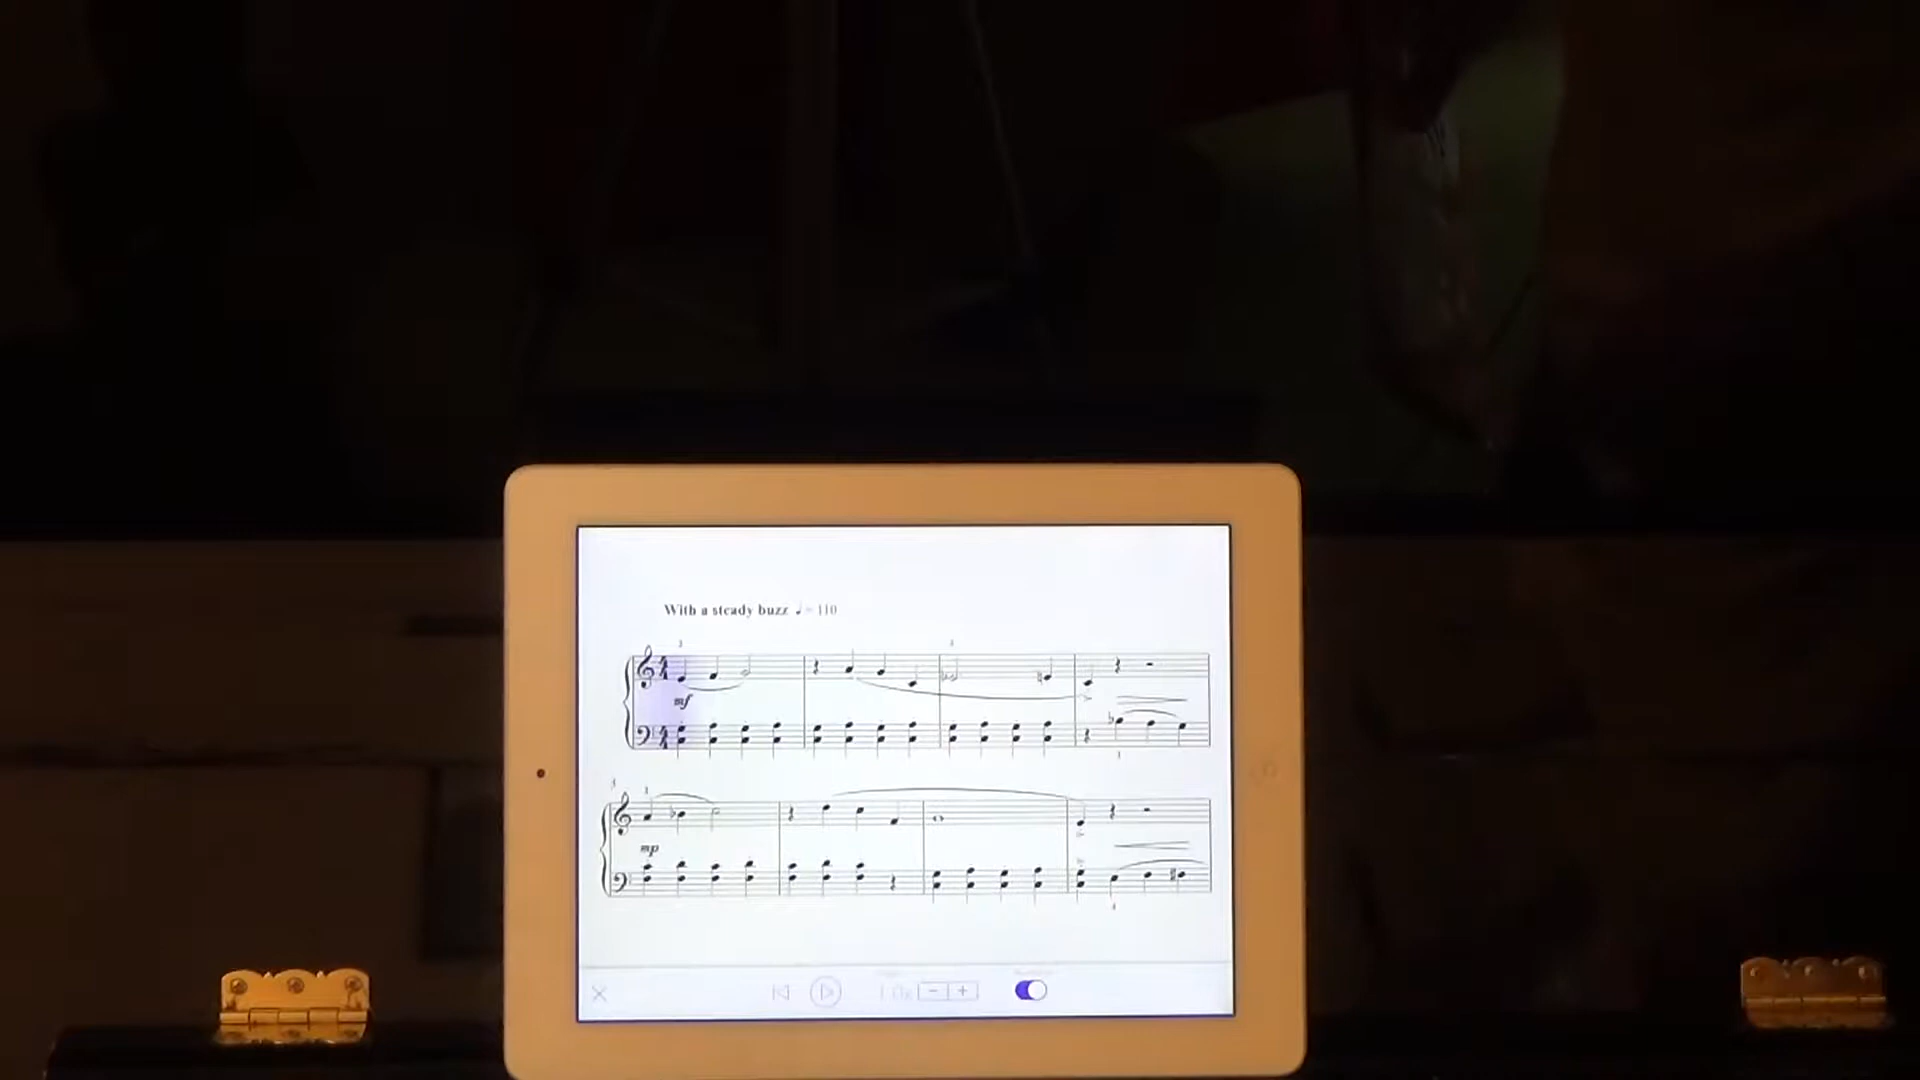 With a steady buzz ♩ = 110
mf
mp